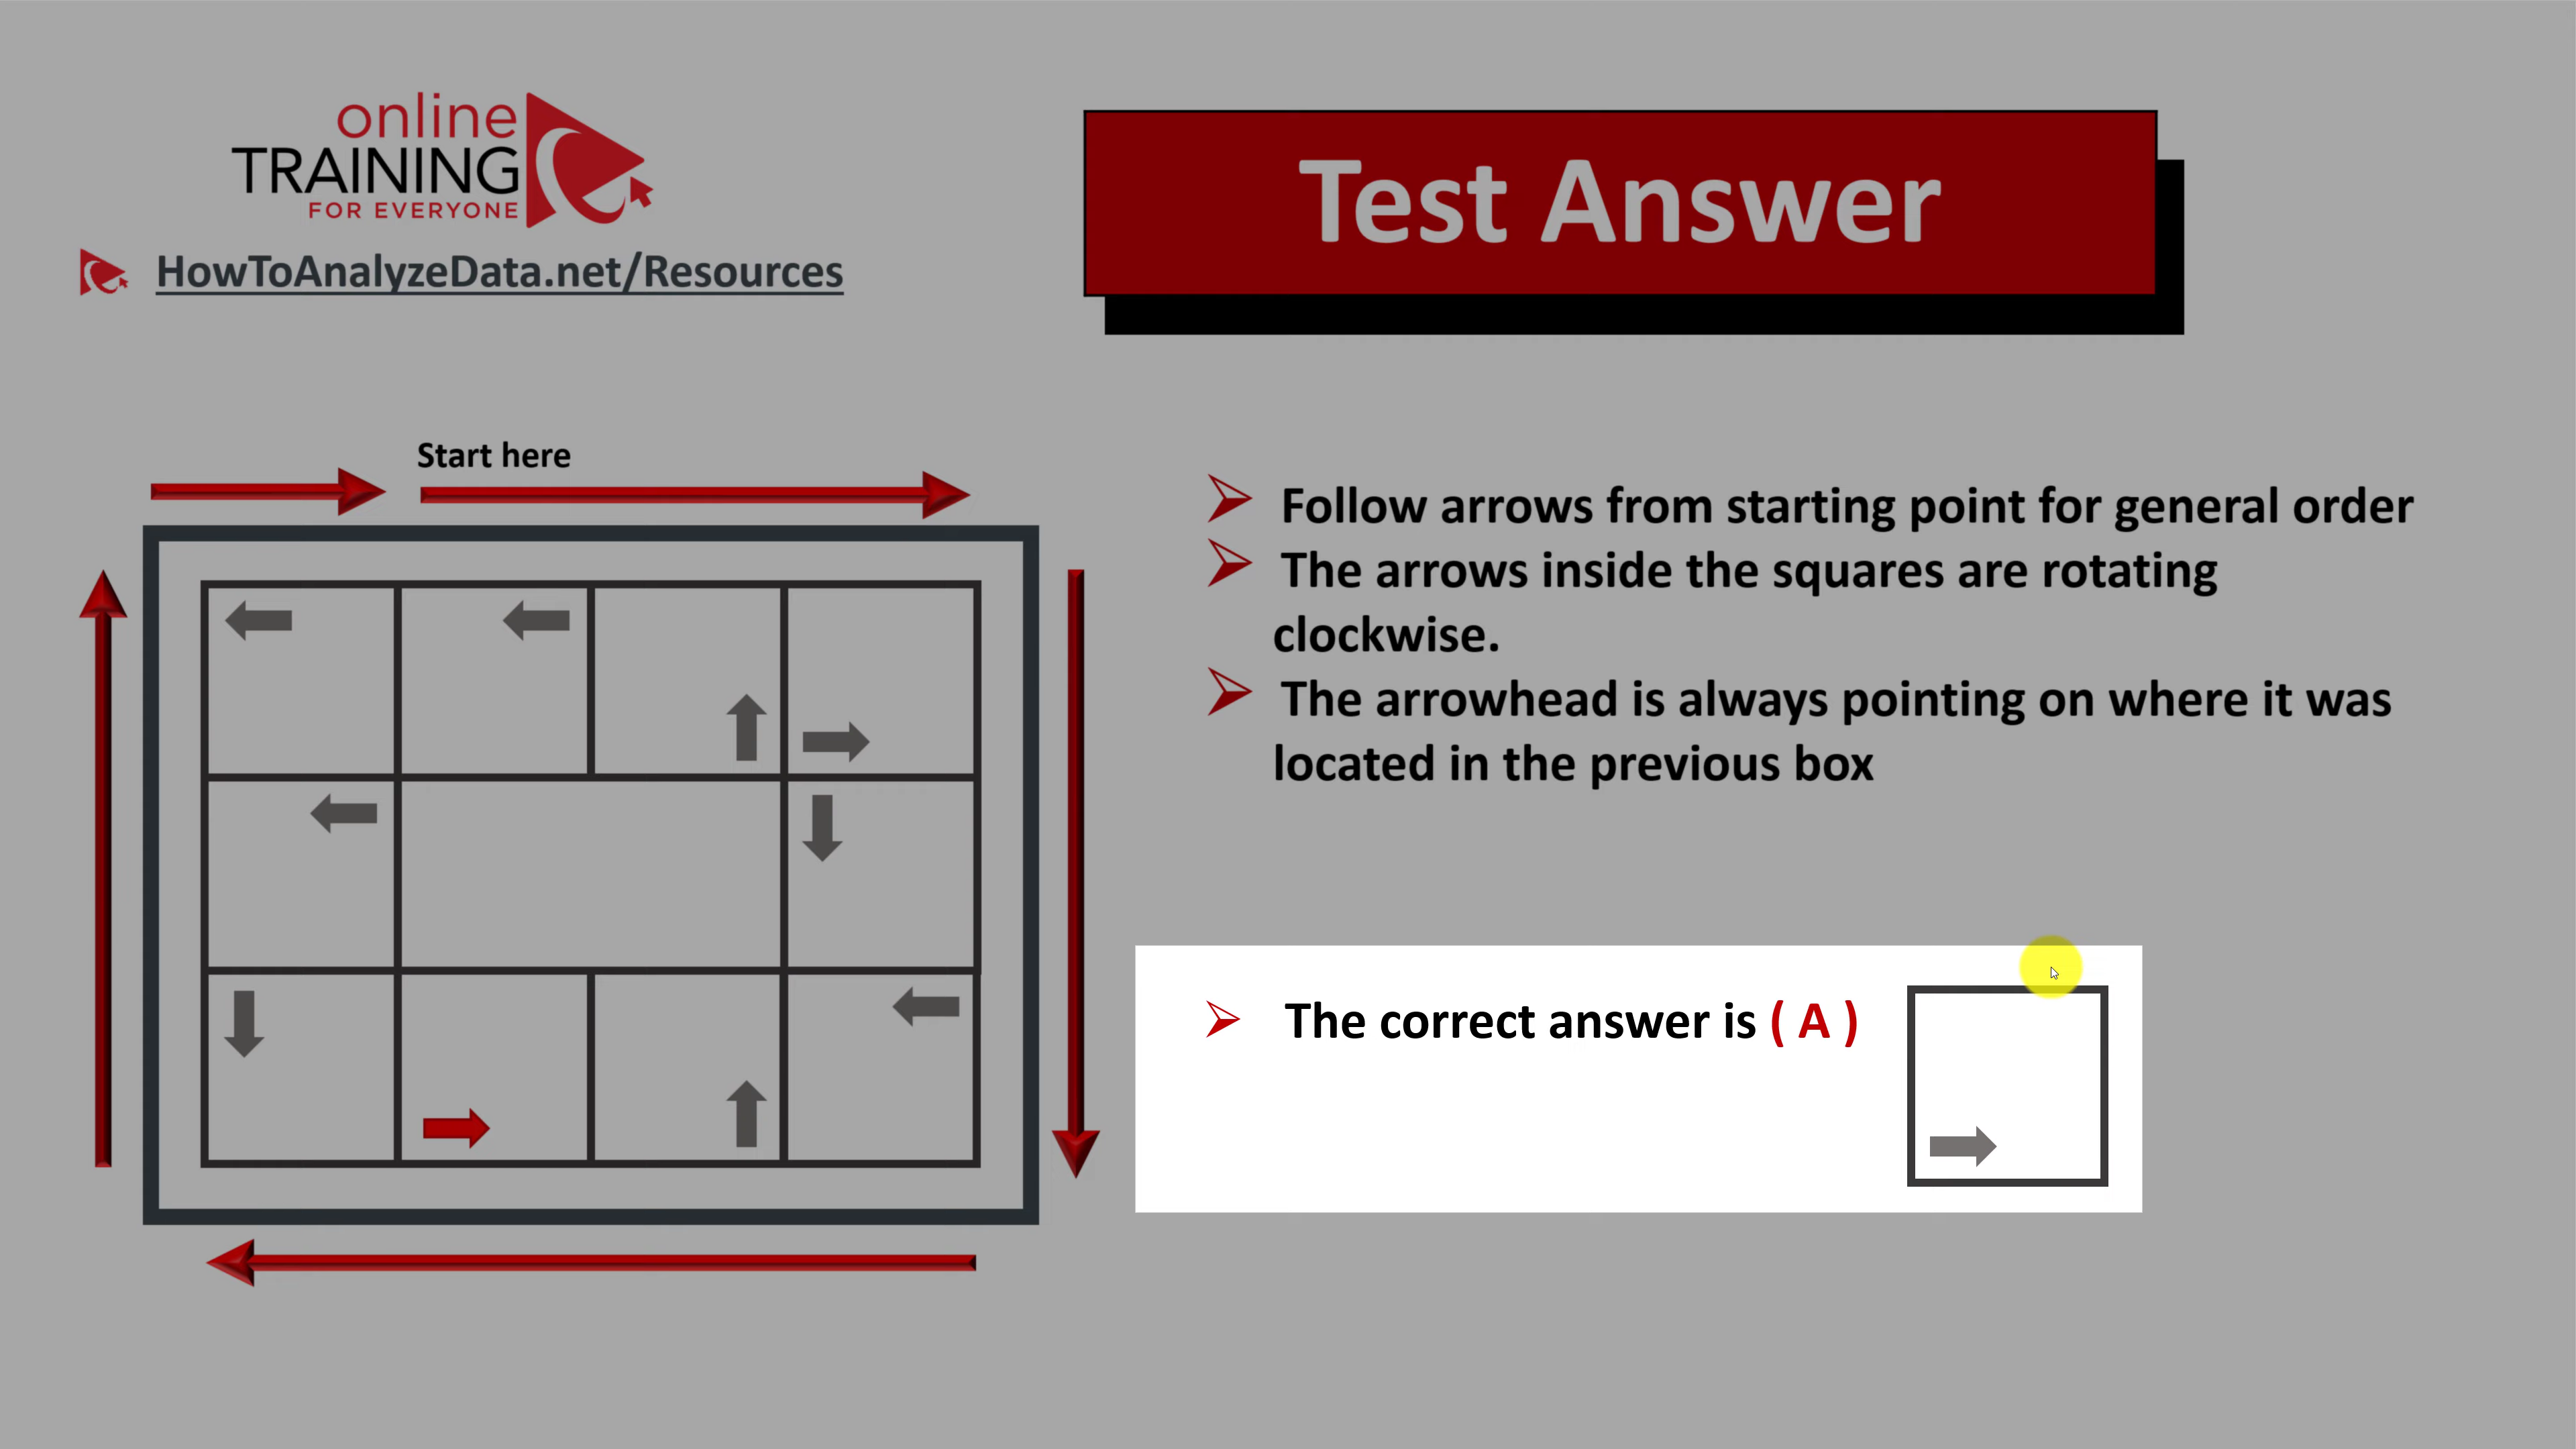 online
TRAINING
FOR EVERYONE
HowToAnalyzeData.net/Resources
Test Answer
Start here
Follow arrows from starting point for general order
The arrows inside the squares are rotating
clockwise.
The arrowhead is always pointing on where it was
located in the previous box
The correct answer is ( A )